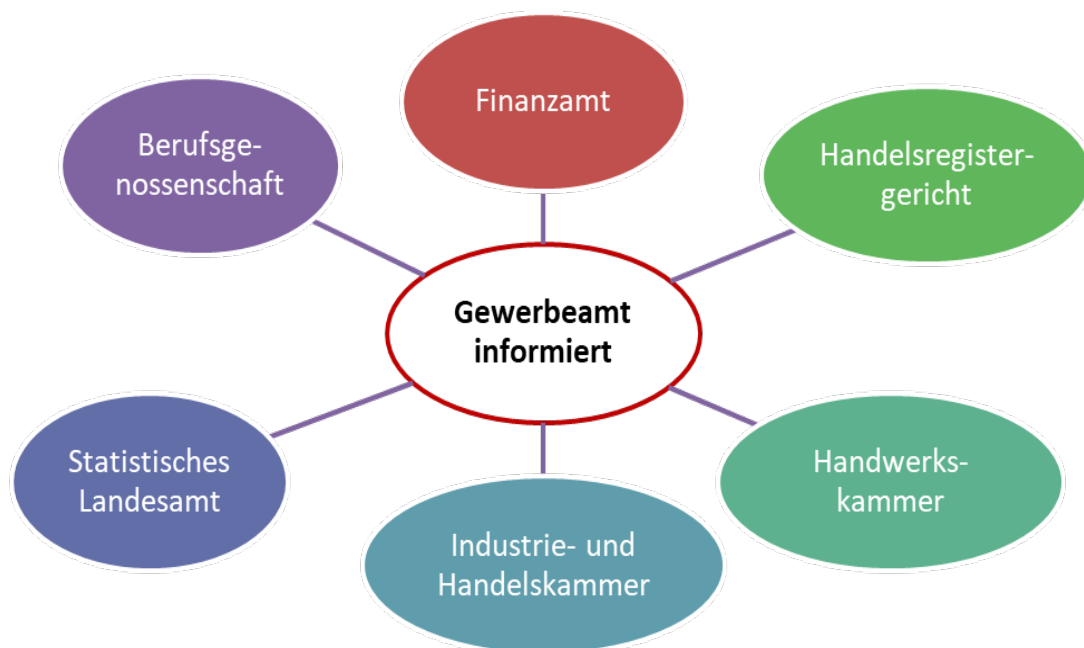 Finanzamt
Berufsge-
nossenschaft
Handelsregister-
gericht
Gewerbeamt
informiert
Statistisches
Landesamt
Handwerks-
kammer
Industrie- und
Handelskammer